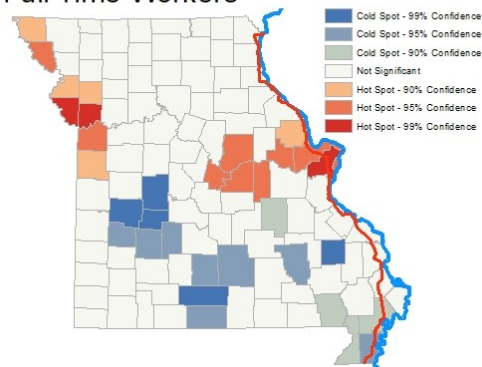 Full Time Workers
Cold Spot - 99% Confidence
Cold Spot - 95% Confidence
Cold Spot - 90% Confidence
Not Significant
Hot Spot - 90% Confidence
Hot Spot - 95% Confidence
Hot Spot - 99% Confidence